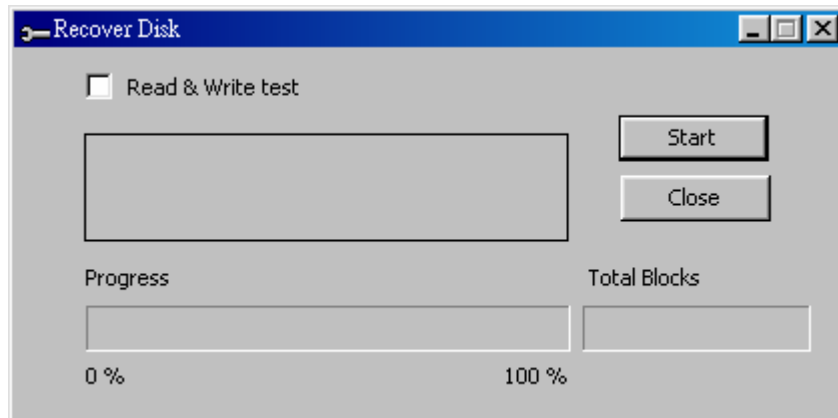 Recover Disk
Read & Write test
Start
Close
Progress
Total Blocks
0 %
100 %